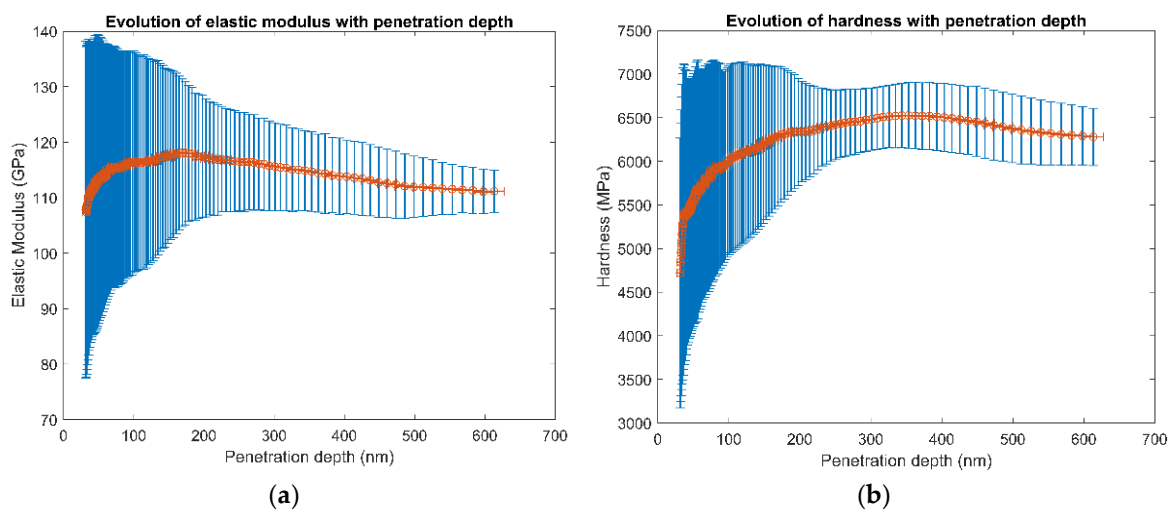 Evolution of elastic modulus with penetration depth
140
130
120
110
100
90
80
70
Elastic Modulus (GPa)
0 100 200 300 400 500 600 700
Penetration depth (nm)
(a)
Evolution of hardness with penetration depth
7500
7000
6500
6000
5500
5000
4500
4000
3500
3000
Hardness (MPa)
0 100 200 300 400 500 600 700
Penetration depth (nm)
(b)